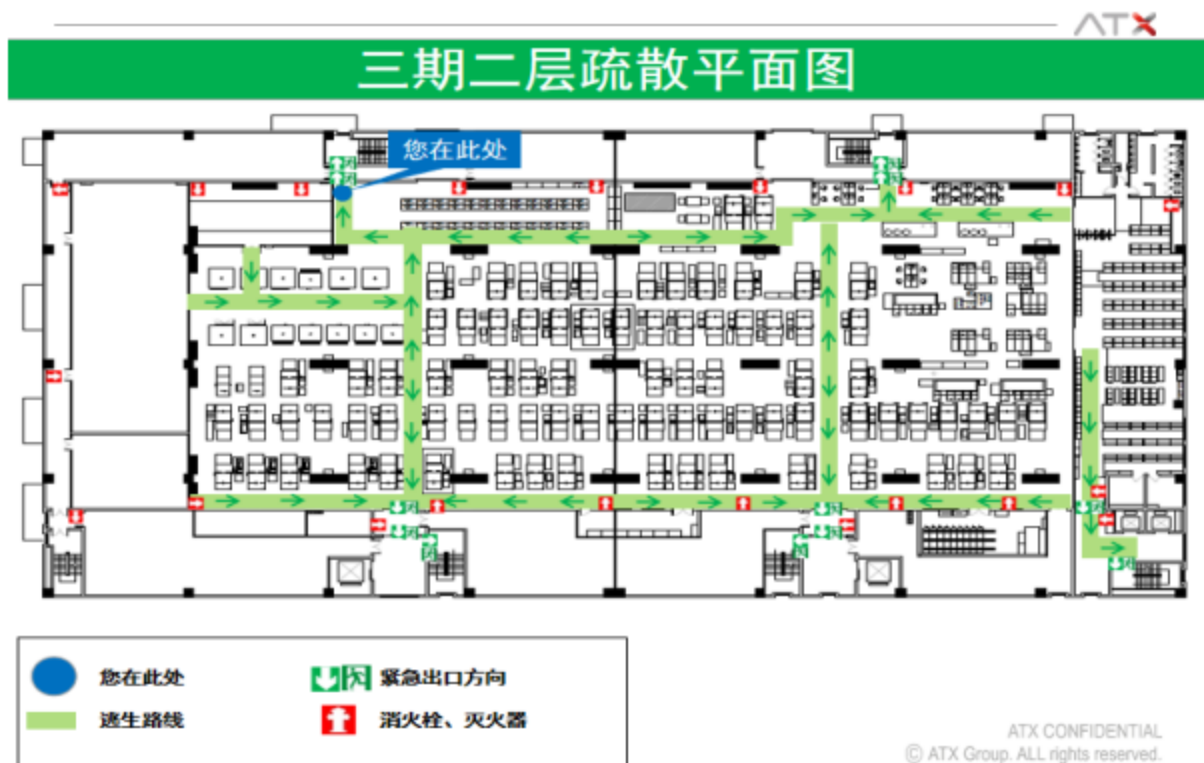 ATX
三期二层疏散平面图
您在此处
您在此处
紧急出口方向
逃生路线
消火栓、灭火器
ATX CONFIDENTIAL
© ATX Group. ALL rights reserved.